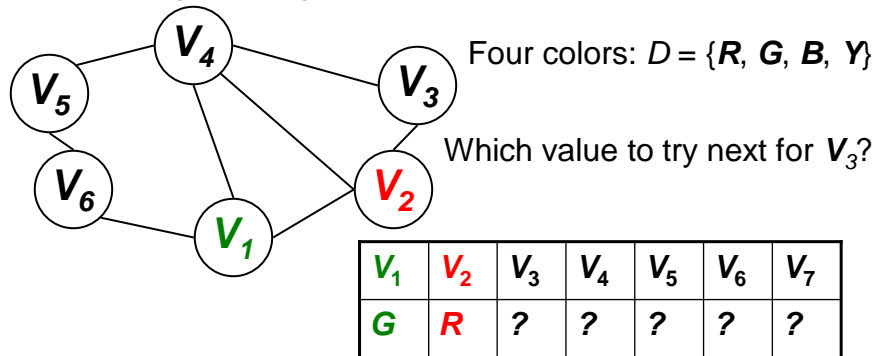 V4
Four colors: D = {R, G, B, Y}
V5
V3
Which value to try next for V3?
V6
V2
V1
V1 V2 V3 V4 V5 V6 V7
G R ? ? ? ? ?